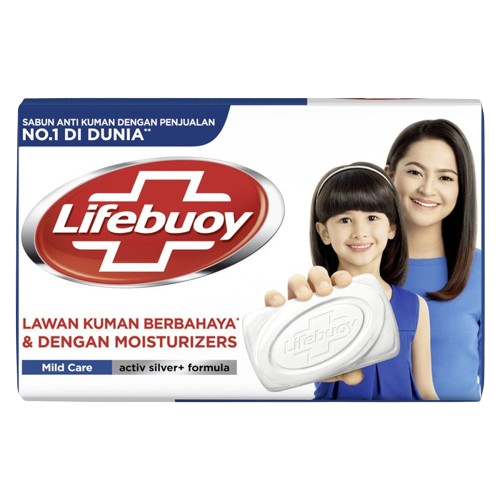 SABUN ANTI KUMAN DENGAN PENJUALAN
NO.1 DI DUNIA**
Lifebuoy
LAWAN KUMAN BERBAHAYA*
& DENGAN MOISTURIZERS
Mild Care
activ silver+ formula
Lifebuoy